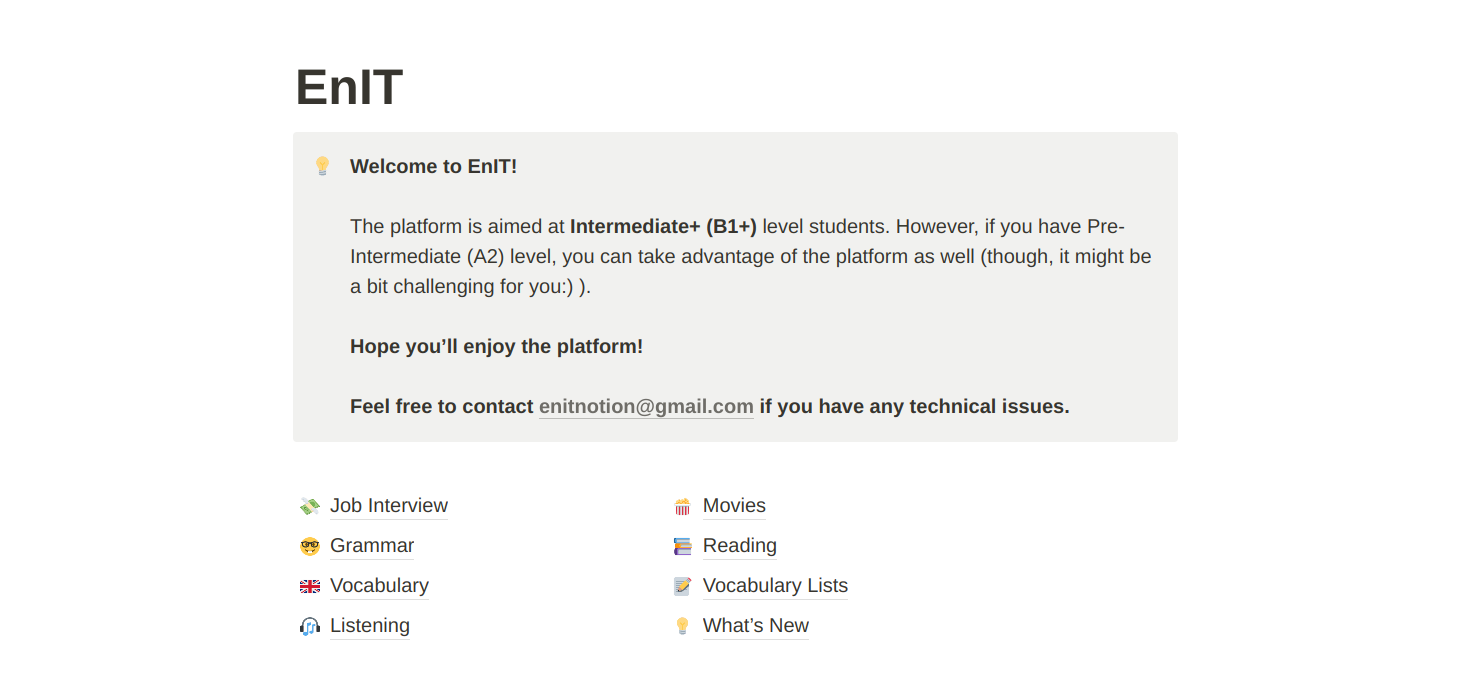 EnIT
Welcome to EnIT!
The platform is aimed at Intermediate+ (B1+) level students. However, if you have Pre-
Intermediate (A2) level, you can take advantage of the platform as well (though, it might be
a bit challenging for you:) ).
Hope you’ll enjoy the platform!
Feel free to contact enitnotion@gmail.com if you have any technical issues.
Job Interview
Grammar
Vocabulary
Listening
Movies
Reading
Vocabulary Lists
What’s New